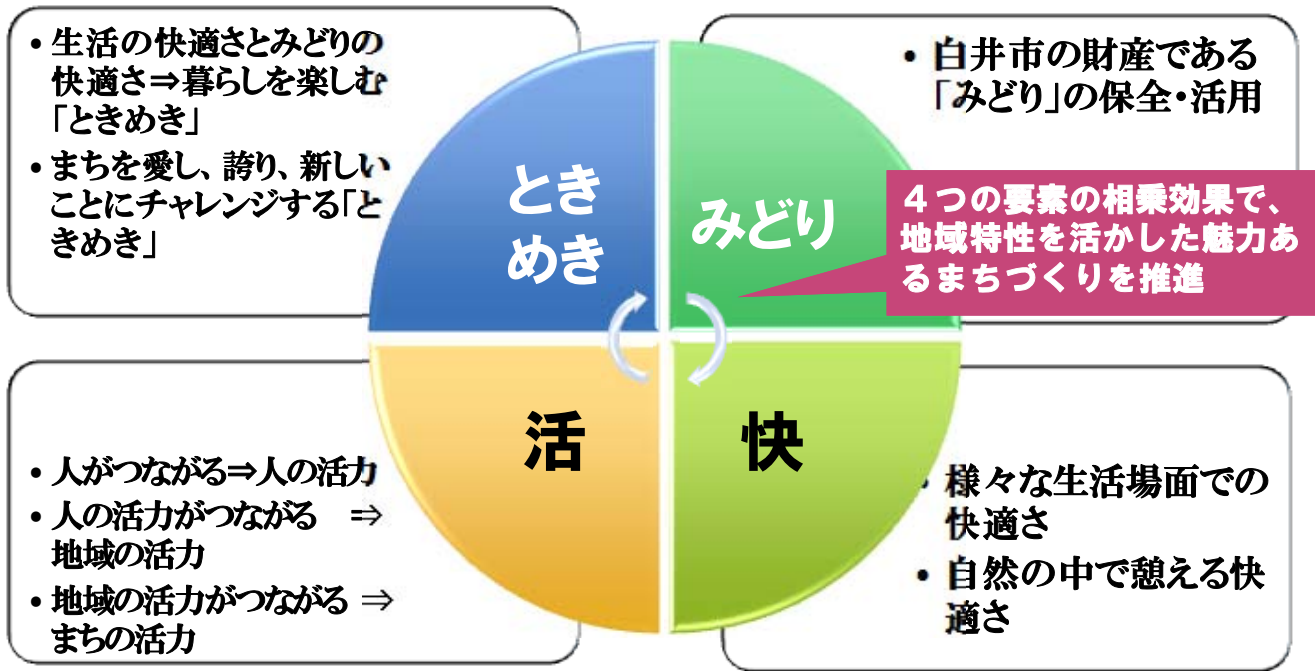 • 生活の快適さとみどりの
快適さ⇒暮らしを楽しむ
「ときめき」
• まちを愛し、誇り、新しい
ことにチャレンジする「と
きめき」
とき
めき
みどり
• 白井市の財産である
「みどり」の保全・活用
４つの要素の相乗効果で、
地域特性を活かした魅力あ
るまちづくりを推進
• 人がつながる⇒人の活力
• 人の活力がつながる ⇒
地域の活力
• 地域の活力がつながる ⇒
まちの活力
活
快
• 様々な生活場面での
快適さ
• 自然の中で憩える快
適さ